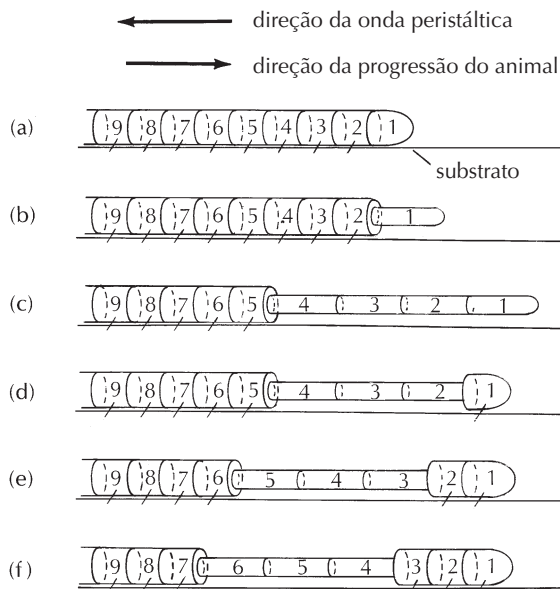 direção da onda peristáltica
direção da progressão do animal
(a) 9 8 7 6 5 4 3 2 1
substrato
(b) 9 8 7 6 5 4 3 2 1
(c) 9 8 7 6 5 4 3 2 1
(d) 9 8 7 6 5 4 3 2 1
(e) 9 8 7 6 5 4 3 2 1
(f) 9 8 7 6 5 4 3 2 1